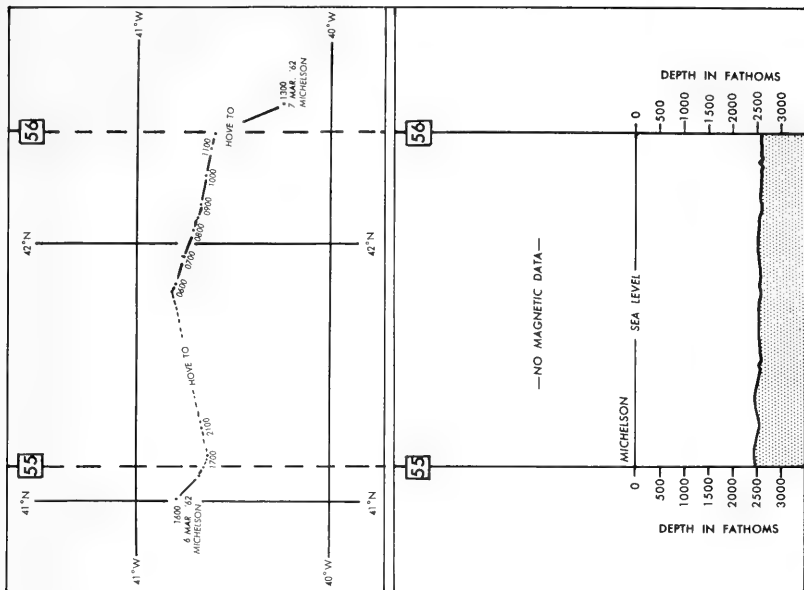 56
55
41°W
41°W
40°W
40°W
42°N
42°N
41°N
41°N
1600
6 MAR. '62
MICHELSON
1700
2100
HOVE TO
0600
0700
0800
0900
1000
1100
HOVE TO
1300
7 MAR. '62
MICHELSON
56
55
—NO MAGNETIC DATA—
MICHELSON
SEA LEVEL
DEPTH IN FATHOMS
0
500
1000
1500
2000
2500
3000
DEPTH IN FATHOMS
0
500
1000
1500
2000
2500
3000